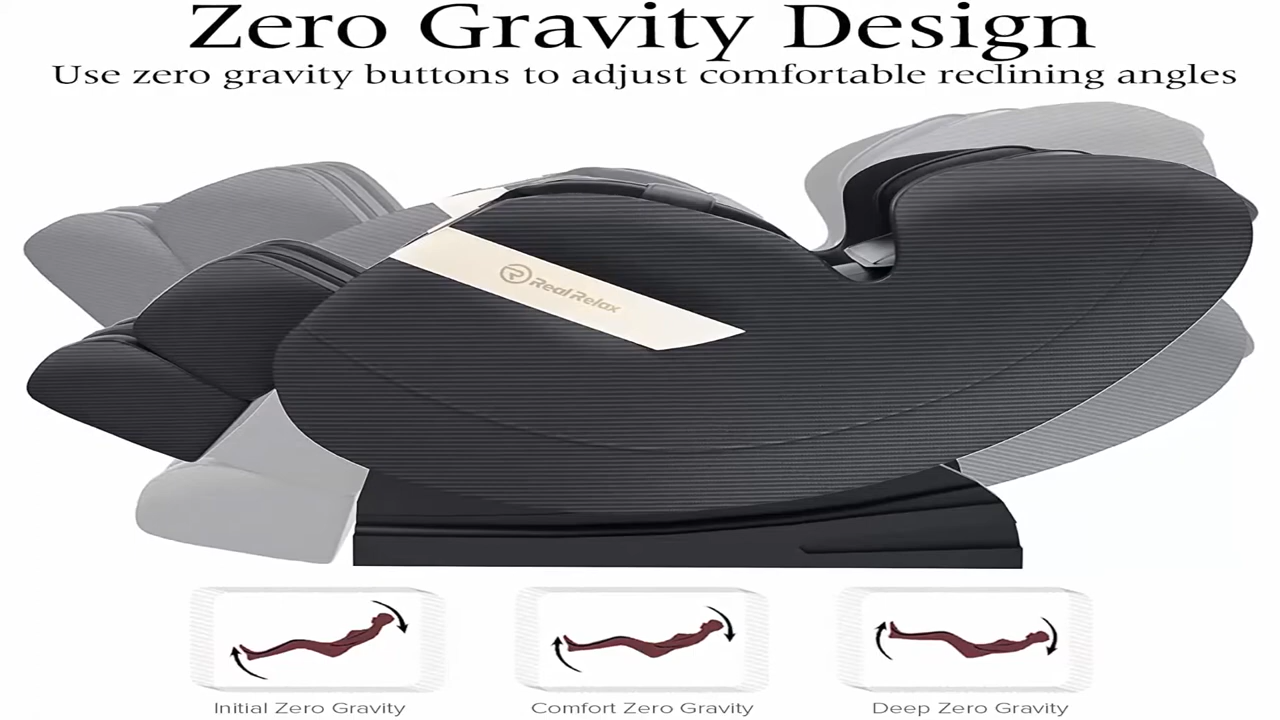 Zero Gravity Design
Use zero gravity buttons to adjust comfortable reclining angles
Real Relax
Initial Zero Gravity
Comfort Zero Gravity
Deep Zero Gravity